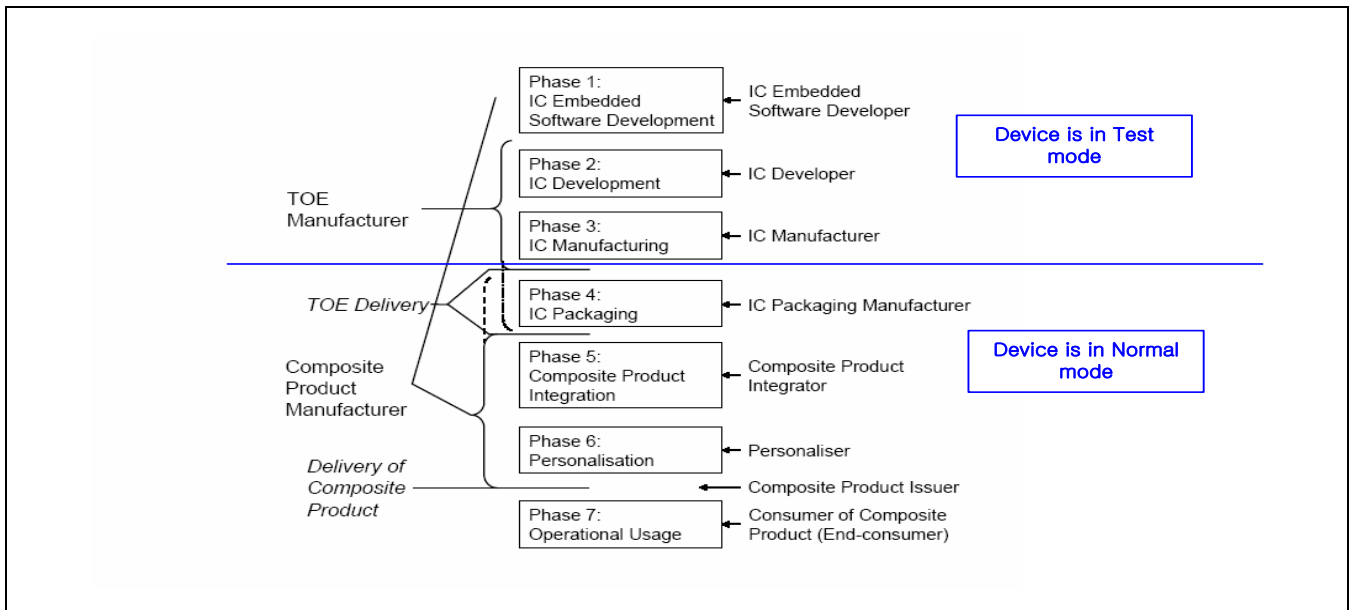 Phase 1:
IC Embedded
Software Development
IC Embedded
Software Developer
Device is in Test
mode
Phase 2:
IC Development
IC Developer
TOE
Manufacturer
Phase 3:
IC Manufacturing
IC Manufacturer
TOE Delivery
Phase 4:
IC Packaging
IC Packaging Manufacturer
Device is in Normal
mode
Composite
Product
Manufacturer
Phase 5:
Composite Product
Integration
Composite Product
Integrator
Phase 6:
Personalisation
Personaliser
Delivery of
Composite
Product
Composite Product Issuer
Phase 7:
Operational Usage
Consumer of Composite
Product (End-consumer)